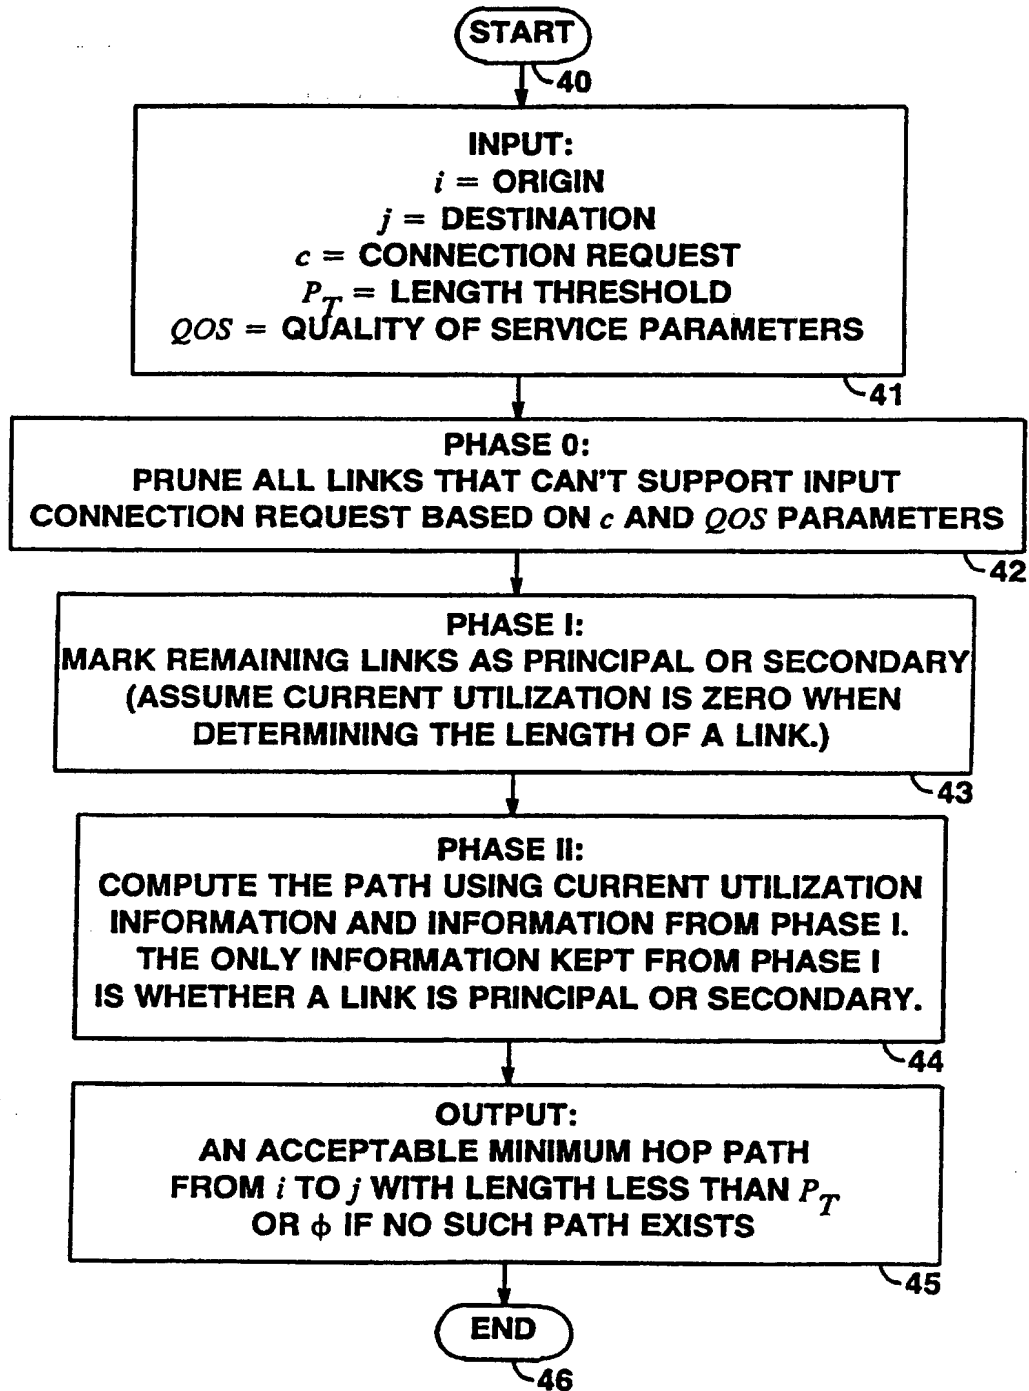 START
40
INPUT:
i = ORIGIN
j = DESTINATION
c = CONNECTION REQUEST
P_T = LENGTH THRESHOLD
QOS = QUALITY OF SERVICE PARAMETERS
41
PHASE 0:
PRUNE ALL LINKS THAT CAN'T SUPPORT INPUT
CONNECTION REQUEST BASED ON c AND QOS PARAMETERS
42
PHASE I:
MARK REMAINING LINKS AS PRINCIPAL OR SECONDARY
(ASSUME CURRENT UTILIZATION IS ZERO WHEN
DETERMINING THE LENGTH OF A LINK.)
43
PHASE II:
COMPUTE THE PATH USING CURRENT UTILIZATION
INFORMATION AND INFORMATION FROM PHASE I.
THE ONLY INFORMATION KEPT FROM PHASE I
IS WHETHER A LINK IS PRINCIPAL OR SECONDARY.
44
OUTPUT:
AN ACCEPTABLE MINIMUM HOP PATH
FROM i TO j WITH LENGTH LESS THAN P_T
OR ϕ IF NO SUCH PATH EXISTS
45
END
46